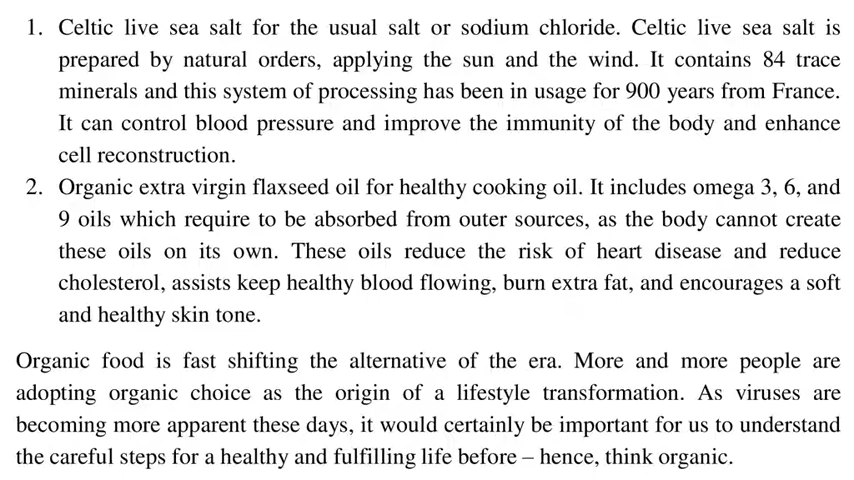 1. Celtic live sea salt for the usual salt or sodium chloride. Celtic live sea salt is
prepared by natural orders, applying the sun and the wind. It contains 84 trace
minerals and this system of processing has been in usage for 900 years from France.
It can control blood pressure and improve the immunity of the body and enhance
cell reconstruction.
2. Organic extra virgin flaxseed oil for healthy cooking oil. It includes omega 3, 6, and
9 oils which require to be absorbed from outer sources, as the body cannot create
these oils on its own. These oils reduce the risk of heart disease and reduce
cholesterol, assists keep healthy blood flowing, burn extra fat, and encourages a soft
and healthy skin tone.
Organic food is fast shifting the alternative of the era. More and more people are
adopting organic choice as the origin of a lifestyle transformation. As viruses are
becoming more apparent these days, it would certainly be important for us to understand
the careful steps for a healthy and fulfilling life before – hence, think organic.